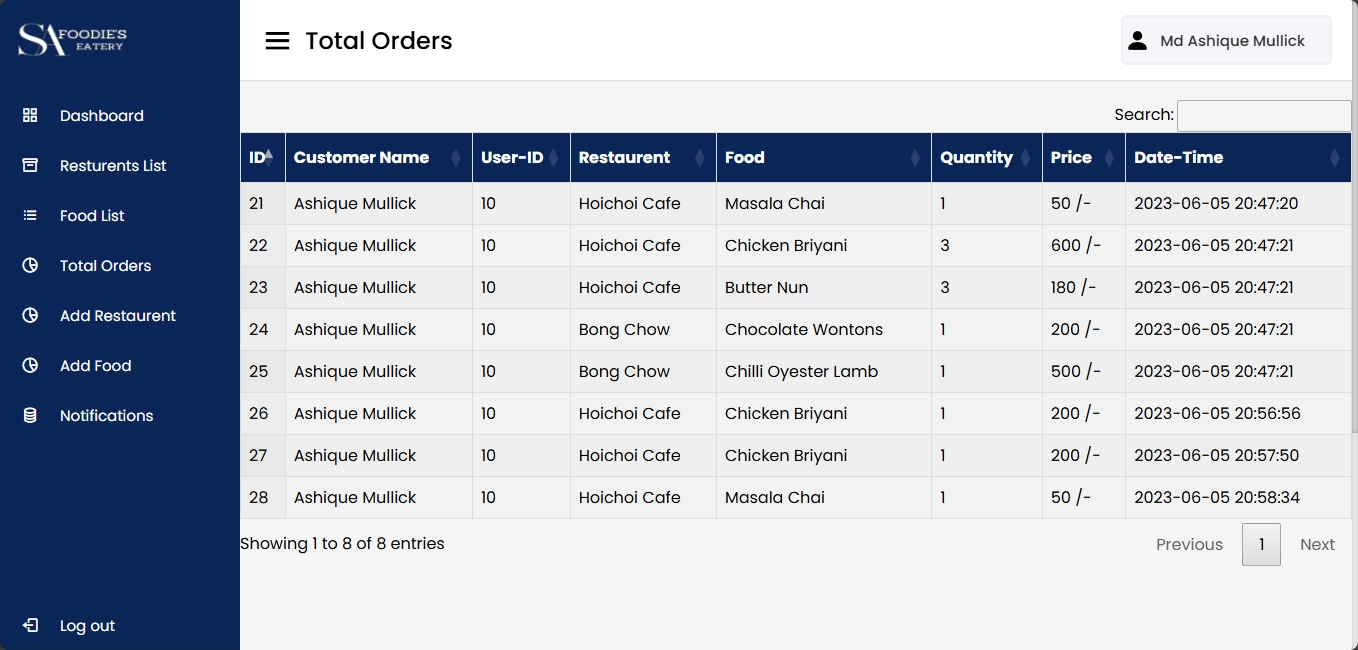 SA FOODIE'S
EATERY
Total Orders
Md Ashique Mullick
Dashboard
Resturents List
Food List
Total Orders
Add Restaurent
Add Food
Notifications
Log out
Search:
ID Customer Name User-ID Restaurent Food Quantity Price Date-Time
21 Ashique Mullick 10 Hoichoi Cafe Masala Chai 1 50 /- 2023-06-05 20:47:20
22 Ashique Mullick 10 Hoichoi Cafe Chicken Briyani 3 600 /- 2023-06-05 20:47:21
23 Ashique Mullick 10 Hoichoi Cafe Butter Nun 3 180 /- 2023-06-05 20:47:21
24 Ashique Mullick 10 Bong Chow Chocolate Wontons 1 200 /- 2023-06-05 20:47:21
25 Ashique Mullick 10 Bong Chow Chilli Oyester Lamb 1 500 /- 2023-06-05 20:47:21
26 Ashique Mullick 10 Hoichoi Cafe Chicken Briyani 1 200 /- 2023-06-05 20:56:56
27 Ashique Mullick 10 Hoichoi Cafe Chicken Briyani 1 200 /- 2023-06-05 20:57:50
28 Ashique Mullick 10 Hoichoi Cafe Masala Chai 1 50 /- 2023-06-05 20:58:34
Showing 1 to 8 of 8 entries
Previous 1 Next